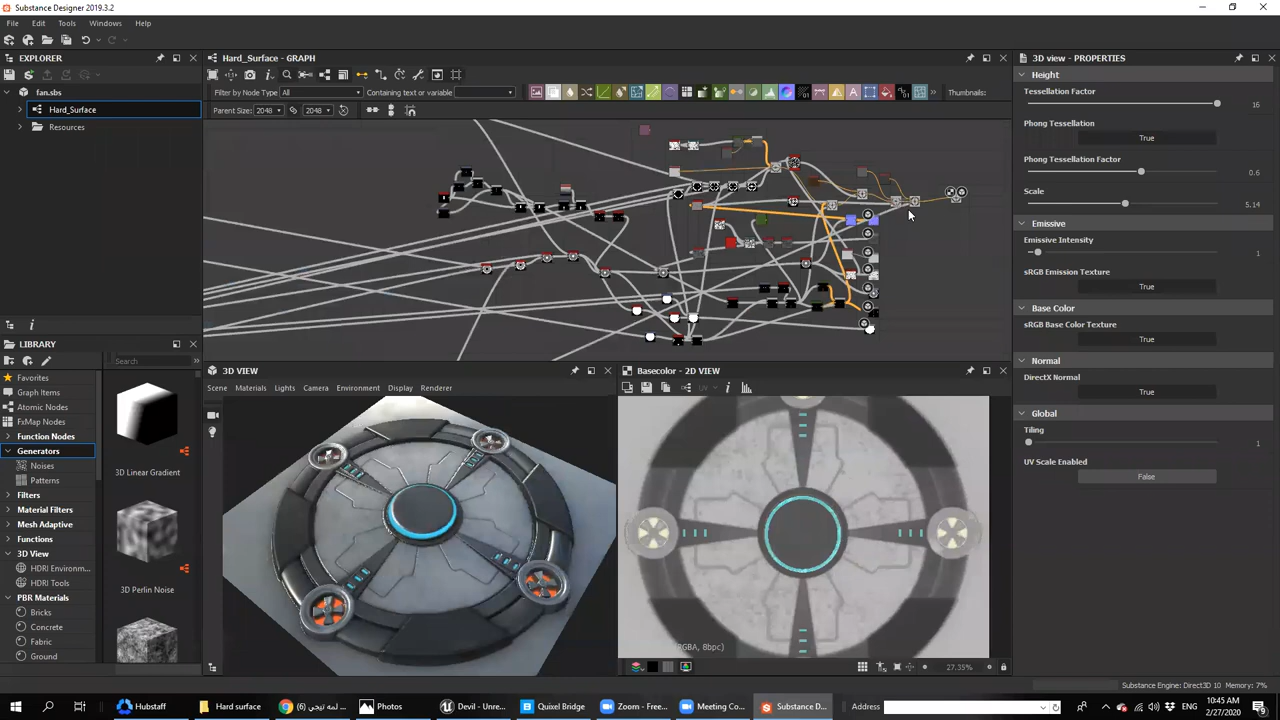 Substance Designer 2019.3.2
File Edit Tools Windows Help
EXPLORER
fan.sbs
Hard_Surface
Resources
Hard_Surface - GRAPH
Filter by Node Type All Containing text or variable Thumbnails:
Parent Size: 2048 2048
3D view - PROPERTIES
Height
Tessellation Factor
16
Phong Tessellation
True
Phong Tessellation Factor
0.6
Scale
5.14
Emissive
Emissive Intensity
1
sRGB Emission Texture
True
Base Color
sRGB Base Color Texture
True
Normal
DirectX Normal
True
Global
Tiling
1
UV Scale Enabled
False
LIBRARY
Search
Favorites
Graph Items
Atomic Nodes
FxMap Nodes
Function Nodes
Generators
Noises
Patterns
Filters
Material Filters
Mesh Adaptive
Functions
3D View
HDRI Environm...
HDRI Tools
PBR Materials
Bricks
Concrete
Fabric
Ground
3D Linear Gradient
3D Perlin Noise
3D VIEW
Scene Materials Lights Camera Environment Display Renderer
Basecolor - 2D VIEW
UV
RGBA, 8bpc)
27.35%
Substance Engine: Direct3D 10 Memory: 7%
Hubstaff
Hard surface
(6) لمه تيجي ...
Photos
Devil - Unre...
Quixel Bridge
Zoom - Free...
Meeting Co...
Substance D...
Address
ENG
10:45 AM
2/27/2020